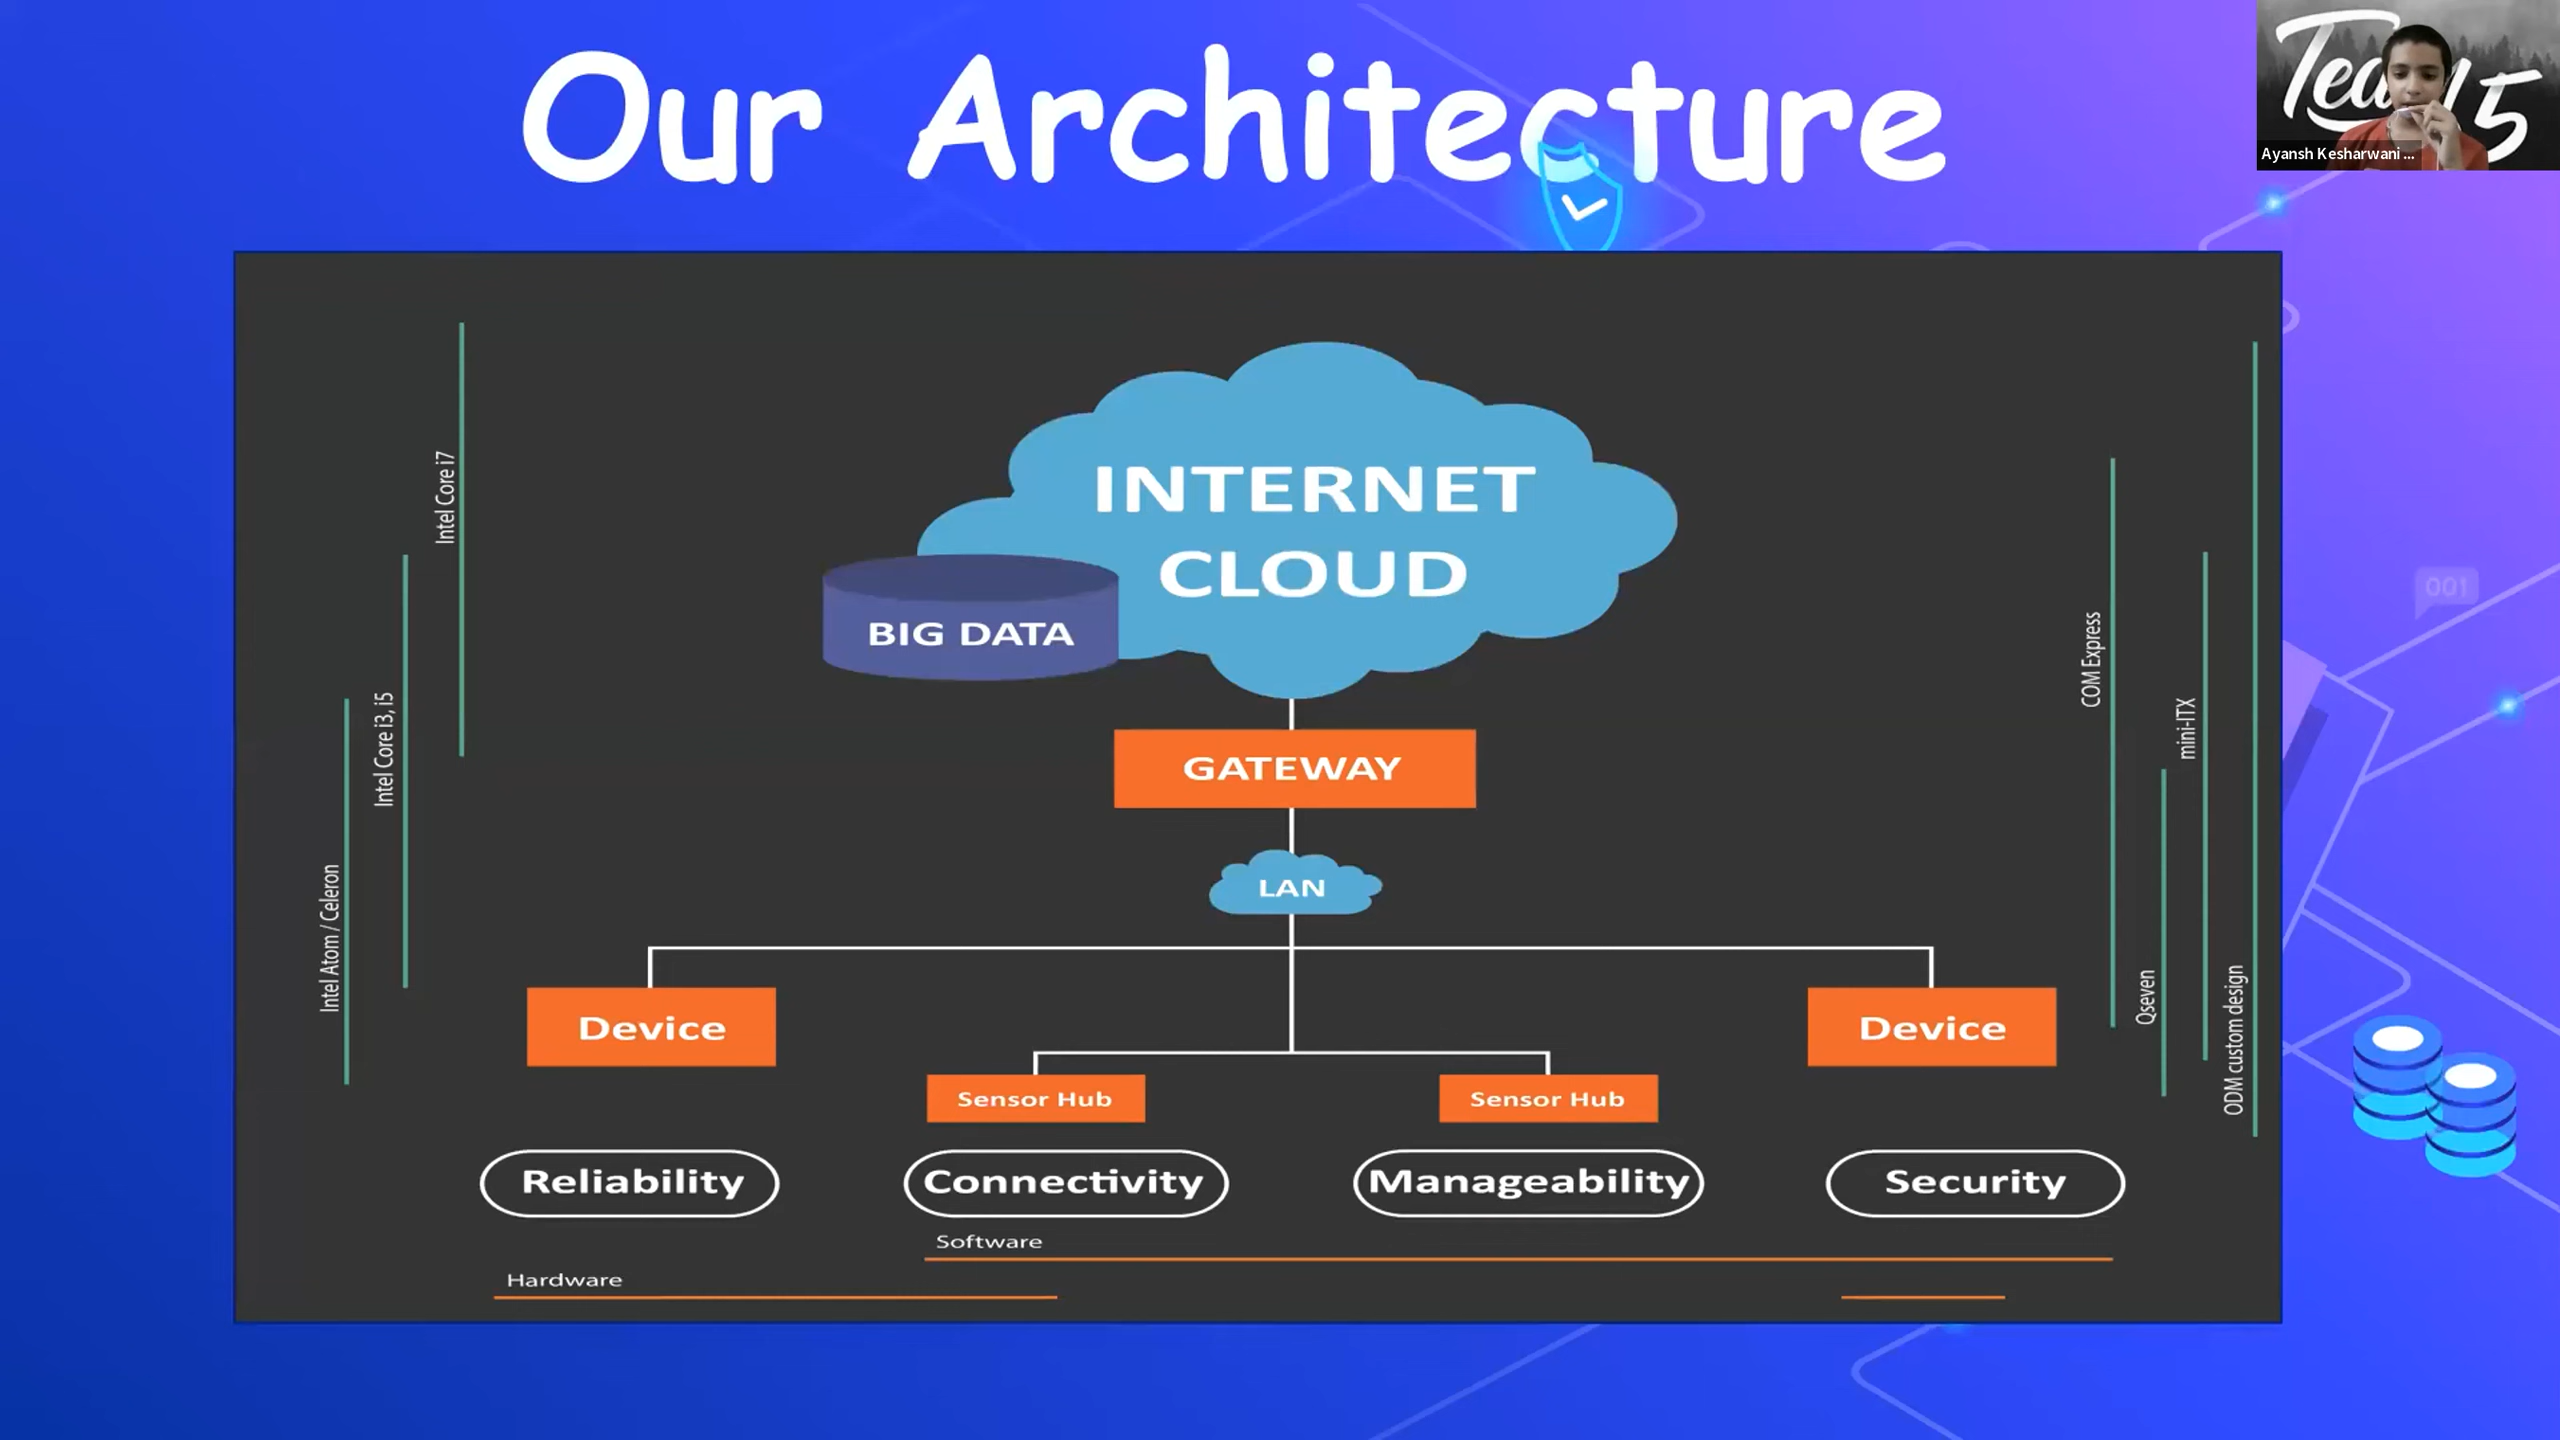 Our Architecture
Ayansh Kesharwani ...
15
Intel Core i7
INTERNET
CLOUD
BIG DATA
COM Express
Intel Core i3, i5
mini-ITX
GATEWAY
001
LAN
Intel Atom / Celeron
Qseven
ODM custom design
Device
Device
Sensor Hub
Sensor Hub
Reliability
Connectivity
Manageability
Security
Software
Hardware